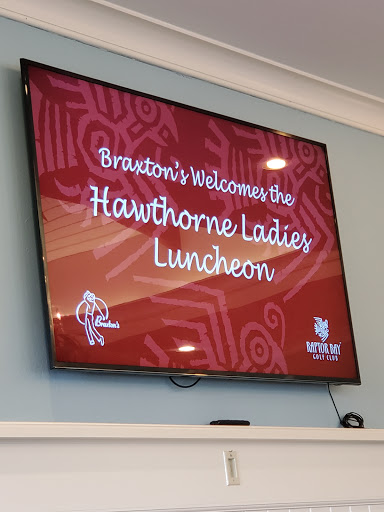 Braxton's Welcomes the
Hawthorne Ladies
Luncheon
Braxton's
RAPTOR BAY
GOLF CLUB